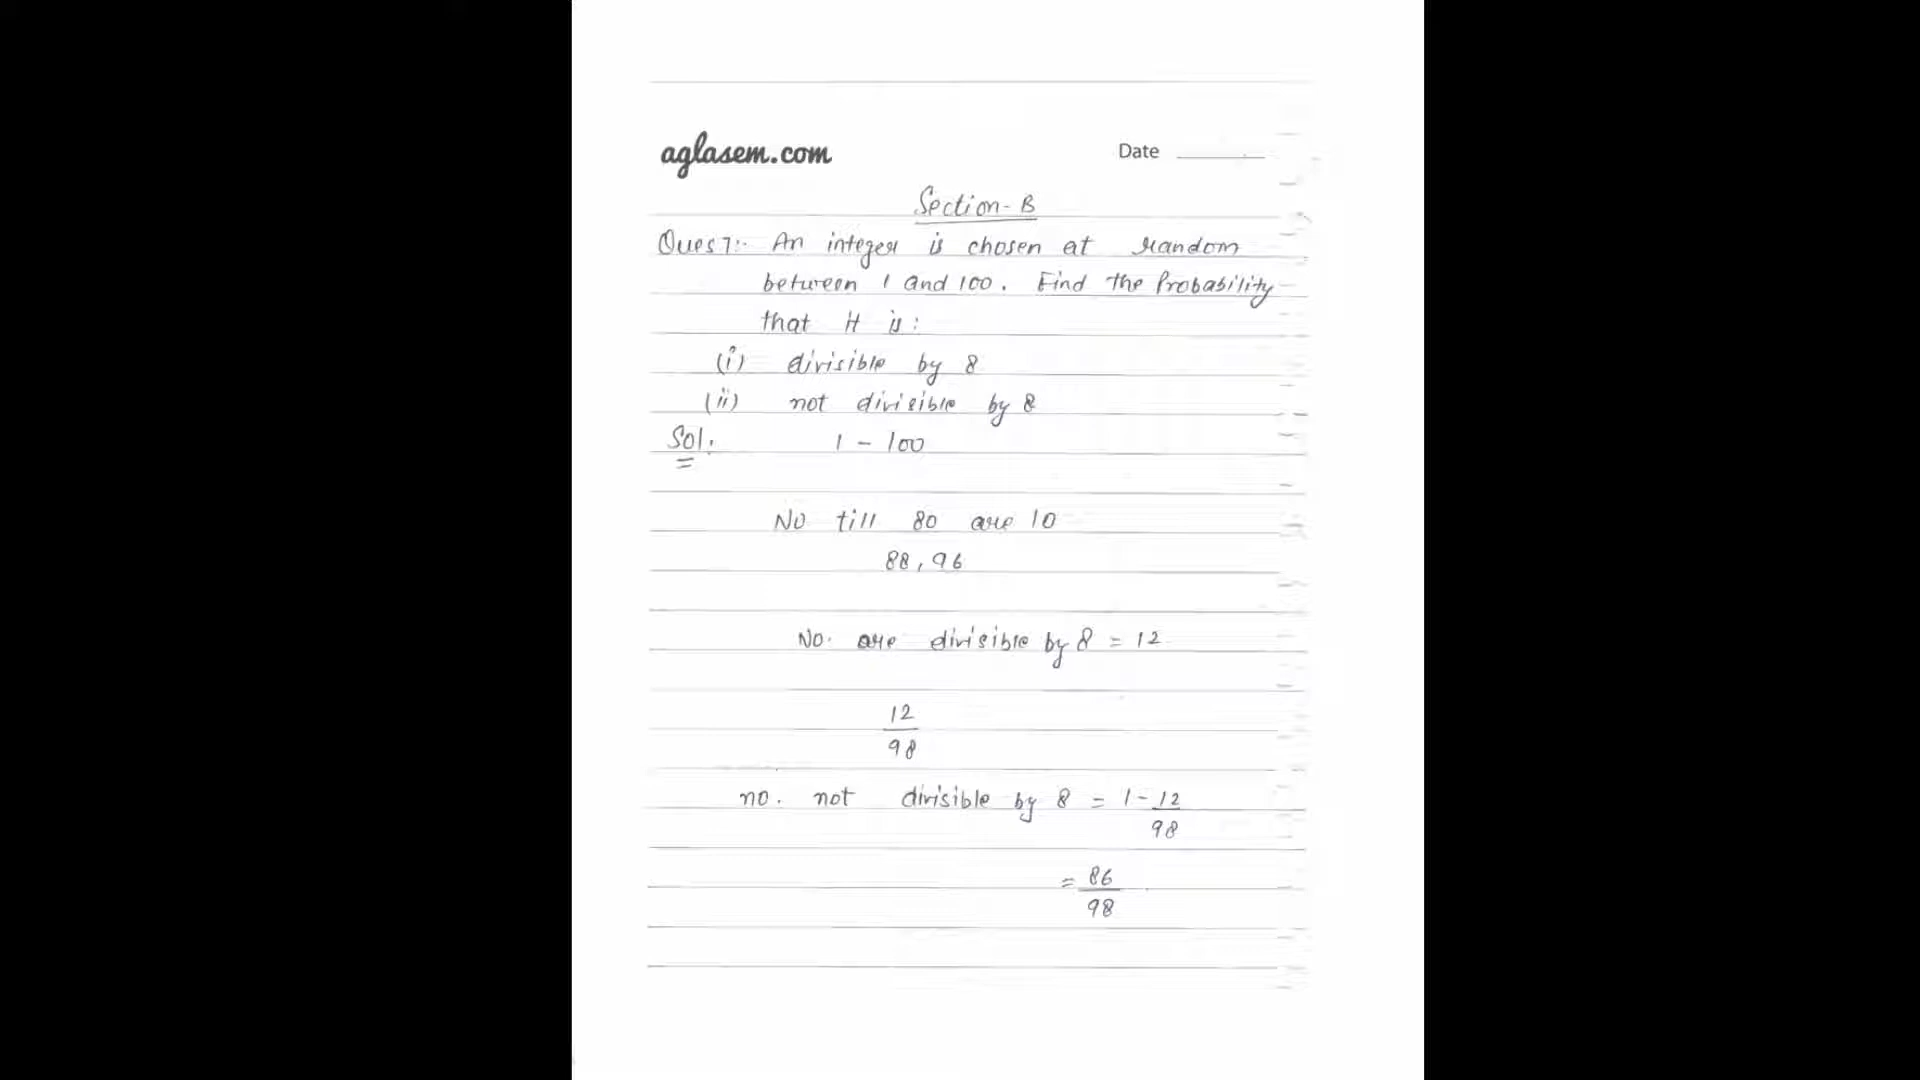 aglasem.com Date
Section-B
Ques 7:- An integer is chosen at random
between 1 and 100. Find the Probability
that it is:
(i) divisible by 8
(ii) not divisible by 8
Sol. 1 - 100
No till 80 are 10
88, 96
No. are divisible by 8 = 12
12
98
no. not divisible by 8 = 1 - 12
98
= 86
98